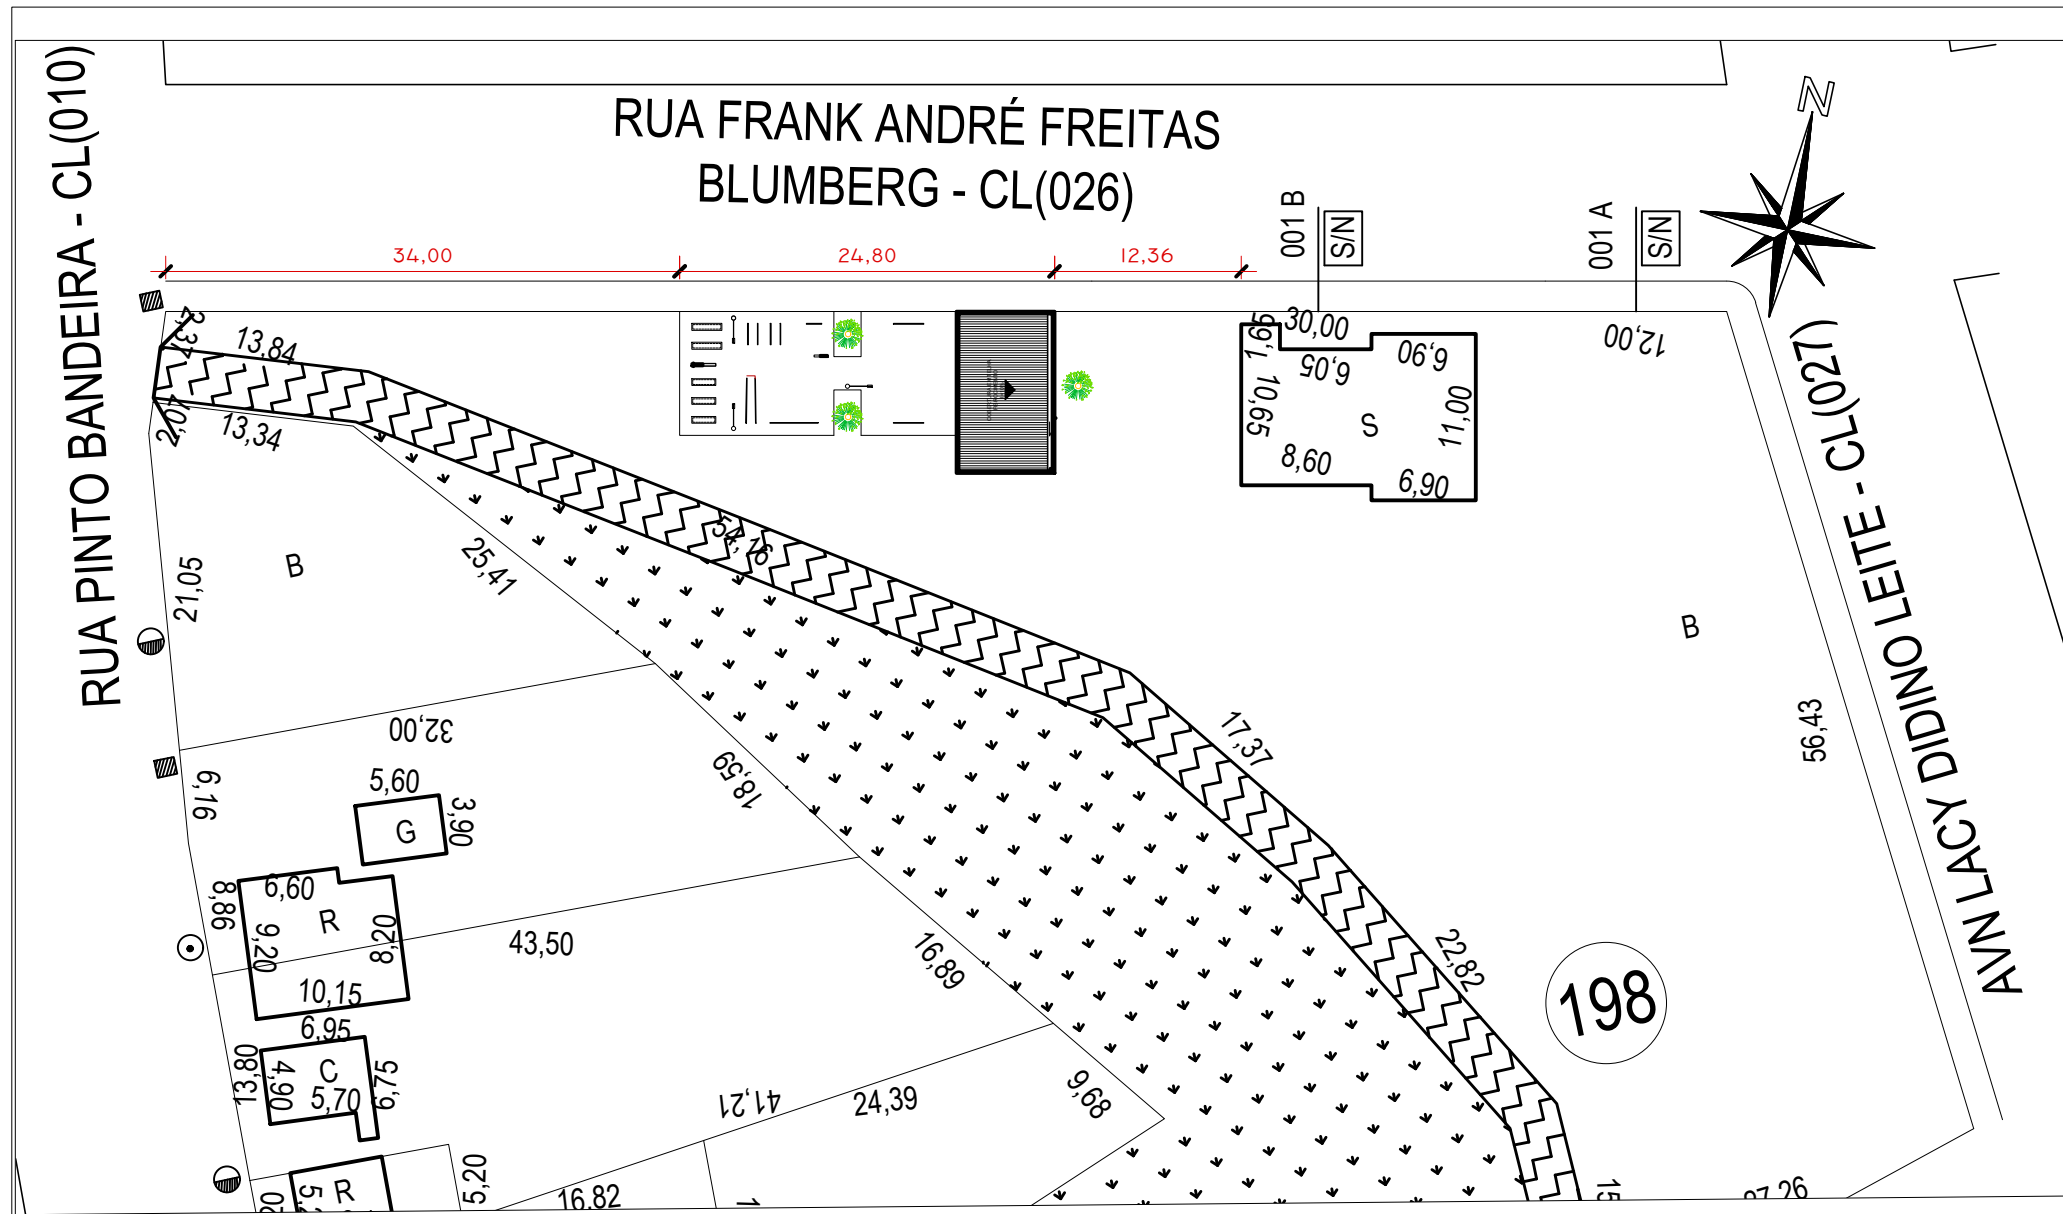 RUA PINTO BANDEIRA - CL(010)
RUA FRANK ANDRÉ FREITAS
BLUMBERG - CL(026)
N
34,00
24,80
12,36
001 B
S/N
001 A
S/N
AVN LACY DIDINO LEITE - CL(027)
2,37
13,84
2,07
13,34
1,99
30,00
6,05
6,90
12,00
10,65
S
11,00
8,60
6,90
54,16
25,41
B
21,05
B
56,43
32,00
17,37
18,59
6,16
5,60
G
3,90
8,86
6,60
R
9,20
8,20
10,15
43,50
16,89
22,82
198
6,95
13,80
4,90
C
5,70
6,75
41,21
24,39
9,68
5,20
R
16,82